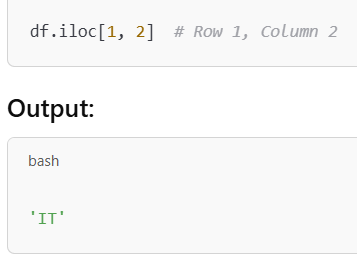 df.iloc[1, 2]  # Row 1, Column 2
Output:
bash
'IT'